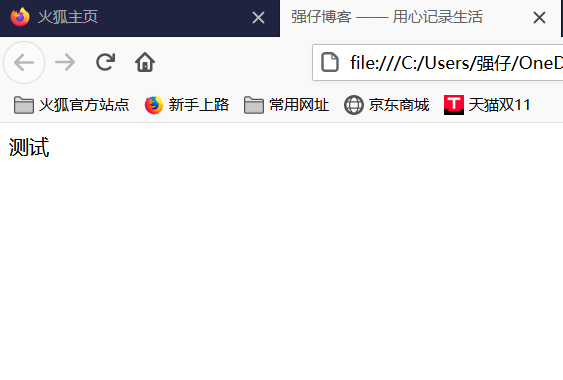 火狐主页
强仔博客 —— 用心记录生活
file:///C:/Users/强仔/OneD
火狐官方站点 新手上路 常用网址 京东商城 天猫双11
测试